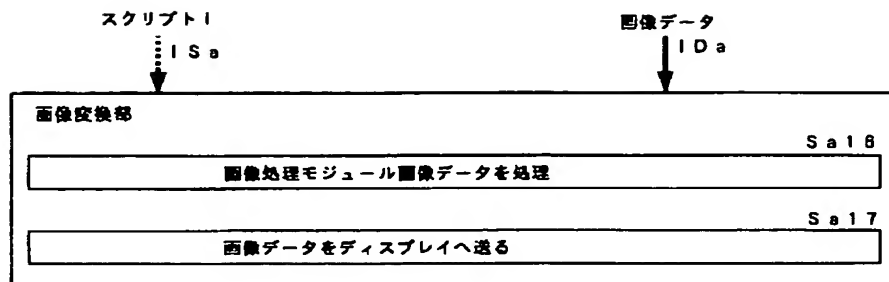 スクリプトI
画像データ
ISa
IDa
画像変換部
Sa16
画像処理モジュール画像データを処理
Sa17
画像データをディスプレイへ送る